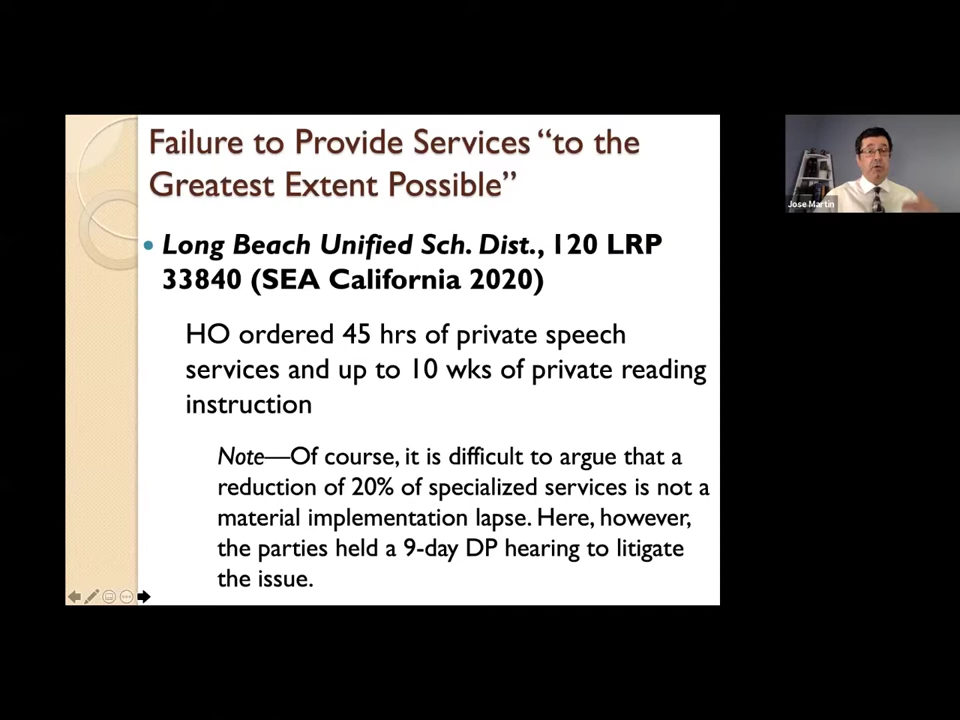 Failure to Provide Services “to the
Greatest Extent Possible”
• Long Beach Unified Sch. Dist., 120 LRP
33840 (SEA California 2020)
HO ordered 45 hrs of private speech
services and up to 10 wks of private reading
instruction
Note—Of course, it is difficult to argue that a
reduction of 20% of specialized services is not a
material implementation lapse. Here, however,
the parties held a 9-day DP hearing to litigate
the issue.
Jose Martin